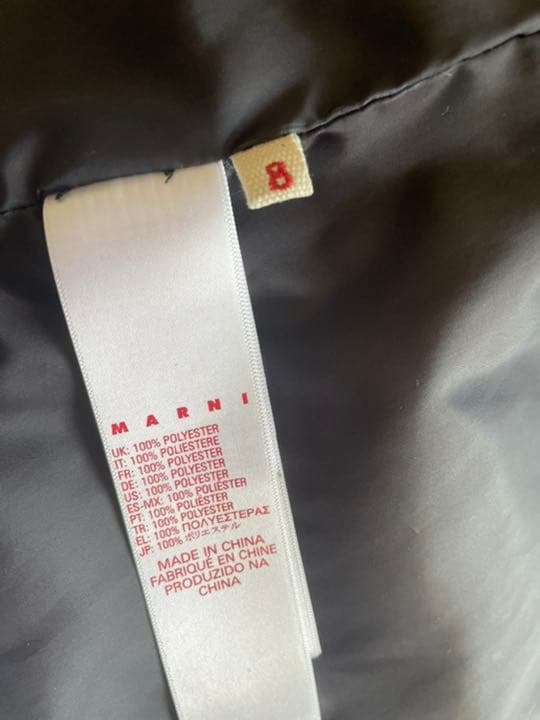 8
MARNI
UK: 100% POLYESTER
IT: 100% POLIESTERE
FR: 100% POLYESTER
DE: 100% POLYESTER
US: 100% POLYESTER
ES-MX: 100% POLIÉSTER
PT: 100% POLIÉSTER
TR: 100% POLYESTER
EL: 100% ΠΟΛΥΕΣΤΕΡΑΣ
JP: 100% ポリエステル
MADE IN CHINA
FABRIQUÉ EN CHINE
PRODUZIDO NA
CHINA